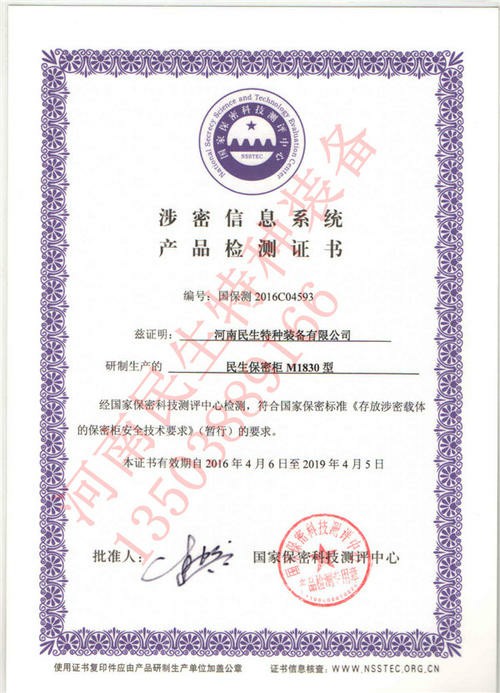 国家保密科技测评中心
National Secrecy Science and Technology Evaluation Center
NSSTEC
涉密信息系统
产品检测证书
编号：国保测 2016C04593
兹证明：河南民生特种装备有限公司
研制生产的 民生保密柜 M1830 型
经国家保密科技测评中心检测，符合国家保密标准《存放涉密载体
的保密柜安全技术要求》（暂行）的要求。
本证书有效期自 2016 年 4 月 6 日至 2019 年 4 月 5 日
批准人：
国家保密科技测评中心
国家保密科技测评中心
检测专用章
使用证书复印件应由产品研制生产单位加盖公章
证书信息核查：WWW.NSSTEC.ORG.CN
河南民生特种装备
13503889166